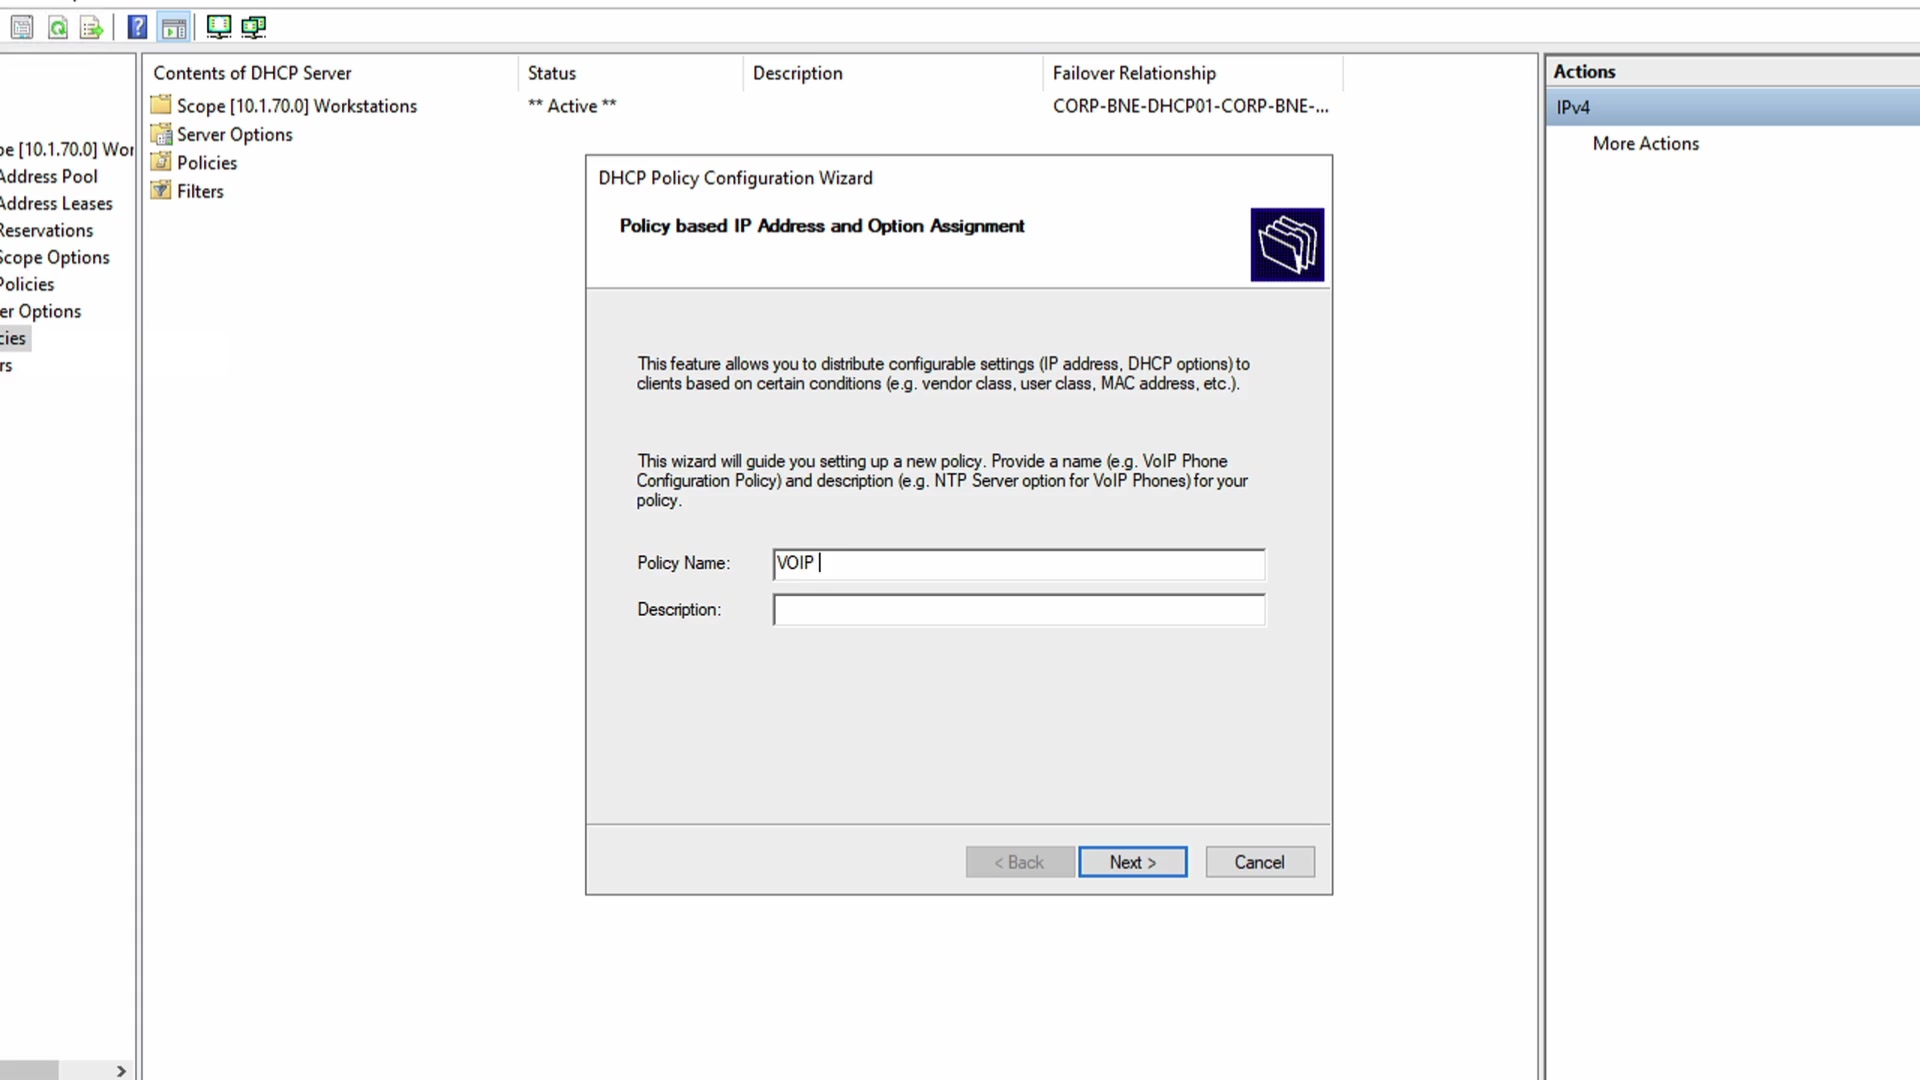 Contents of DHCP Server
Status
Description
Failover Relationship
Scope [10.1.70.0] Workstations
** Active **
CORP-BNE-DHCP01-CORP-BNE-...
Server Options
Policies
Filters
pe [10.1.70.0] Wor
Address Pool
Address Leases
Reservations
Scope Options
Policies
er Options
cies
rs
DHCP Policy Configuration Wizard
Policy based IP Address and Option Assignment
This feature allows you to distribute configurable settings (IP address, DHCP options) to
clients based on certain conditions (e.g. vendor class, user class, MAC address, etc.).
This wizard will guide you setting up a new policy. Provide a name (e.g. VoIP Phone
Configuration Policy) and description (e.g. NTP Server option for VoIP Phones) for your
policy.
Policy Name:
VOIP
Description:
< Back
Next >
Cancel
Actions
IPv4
More Actions